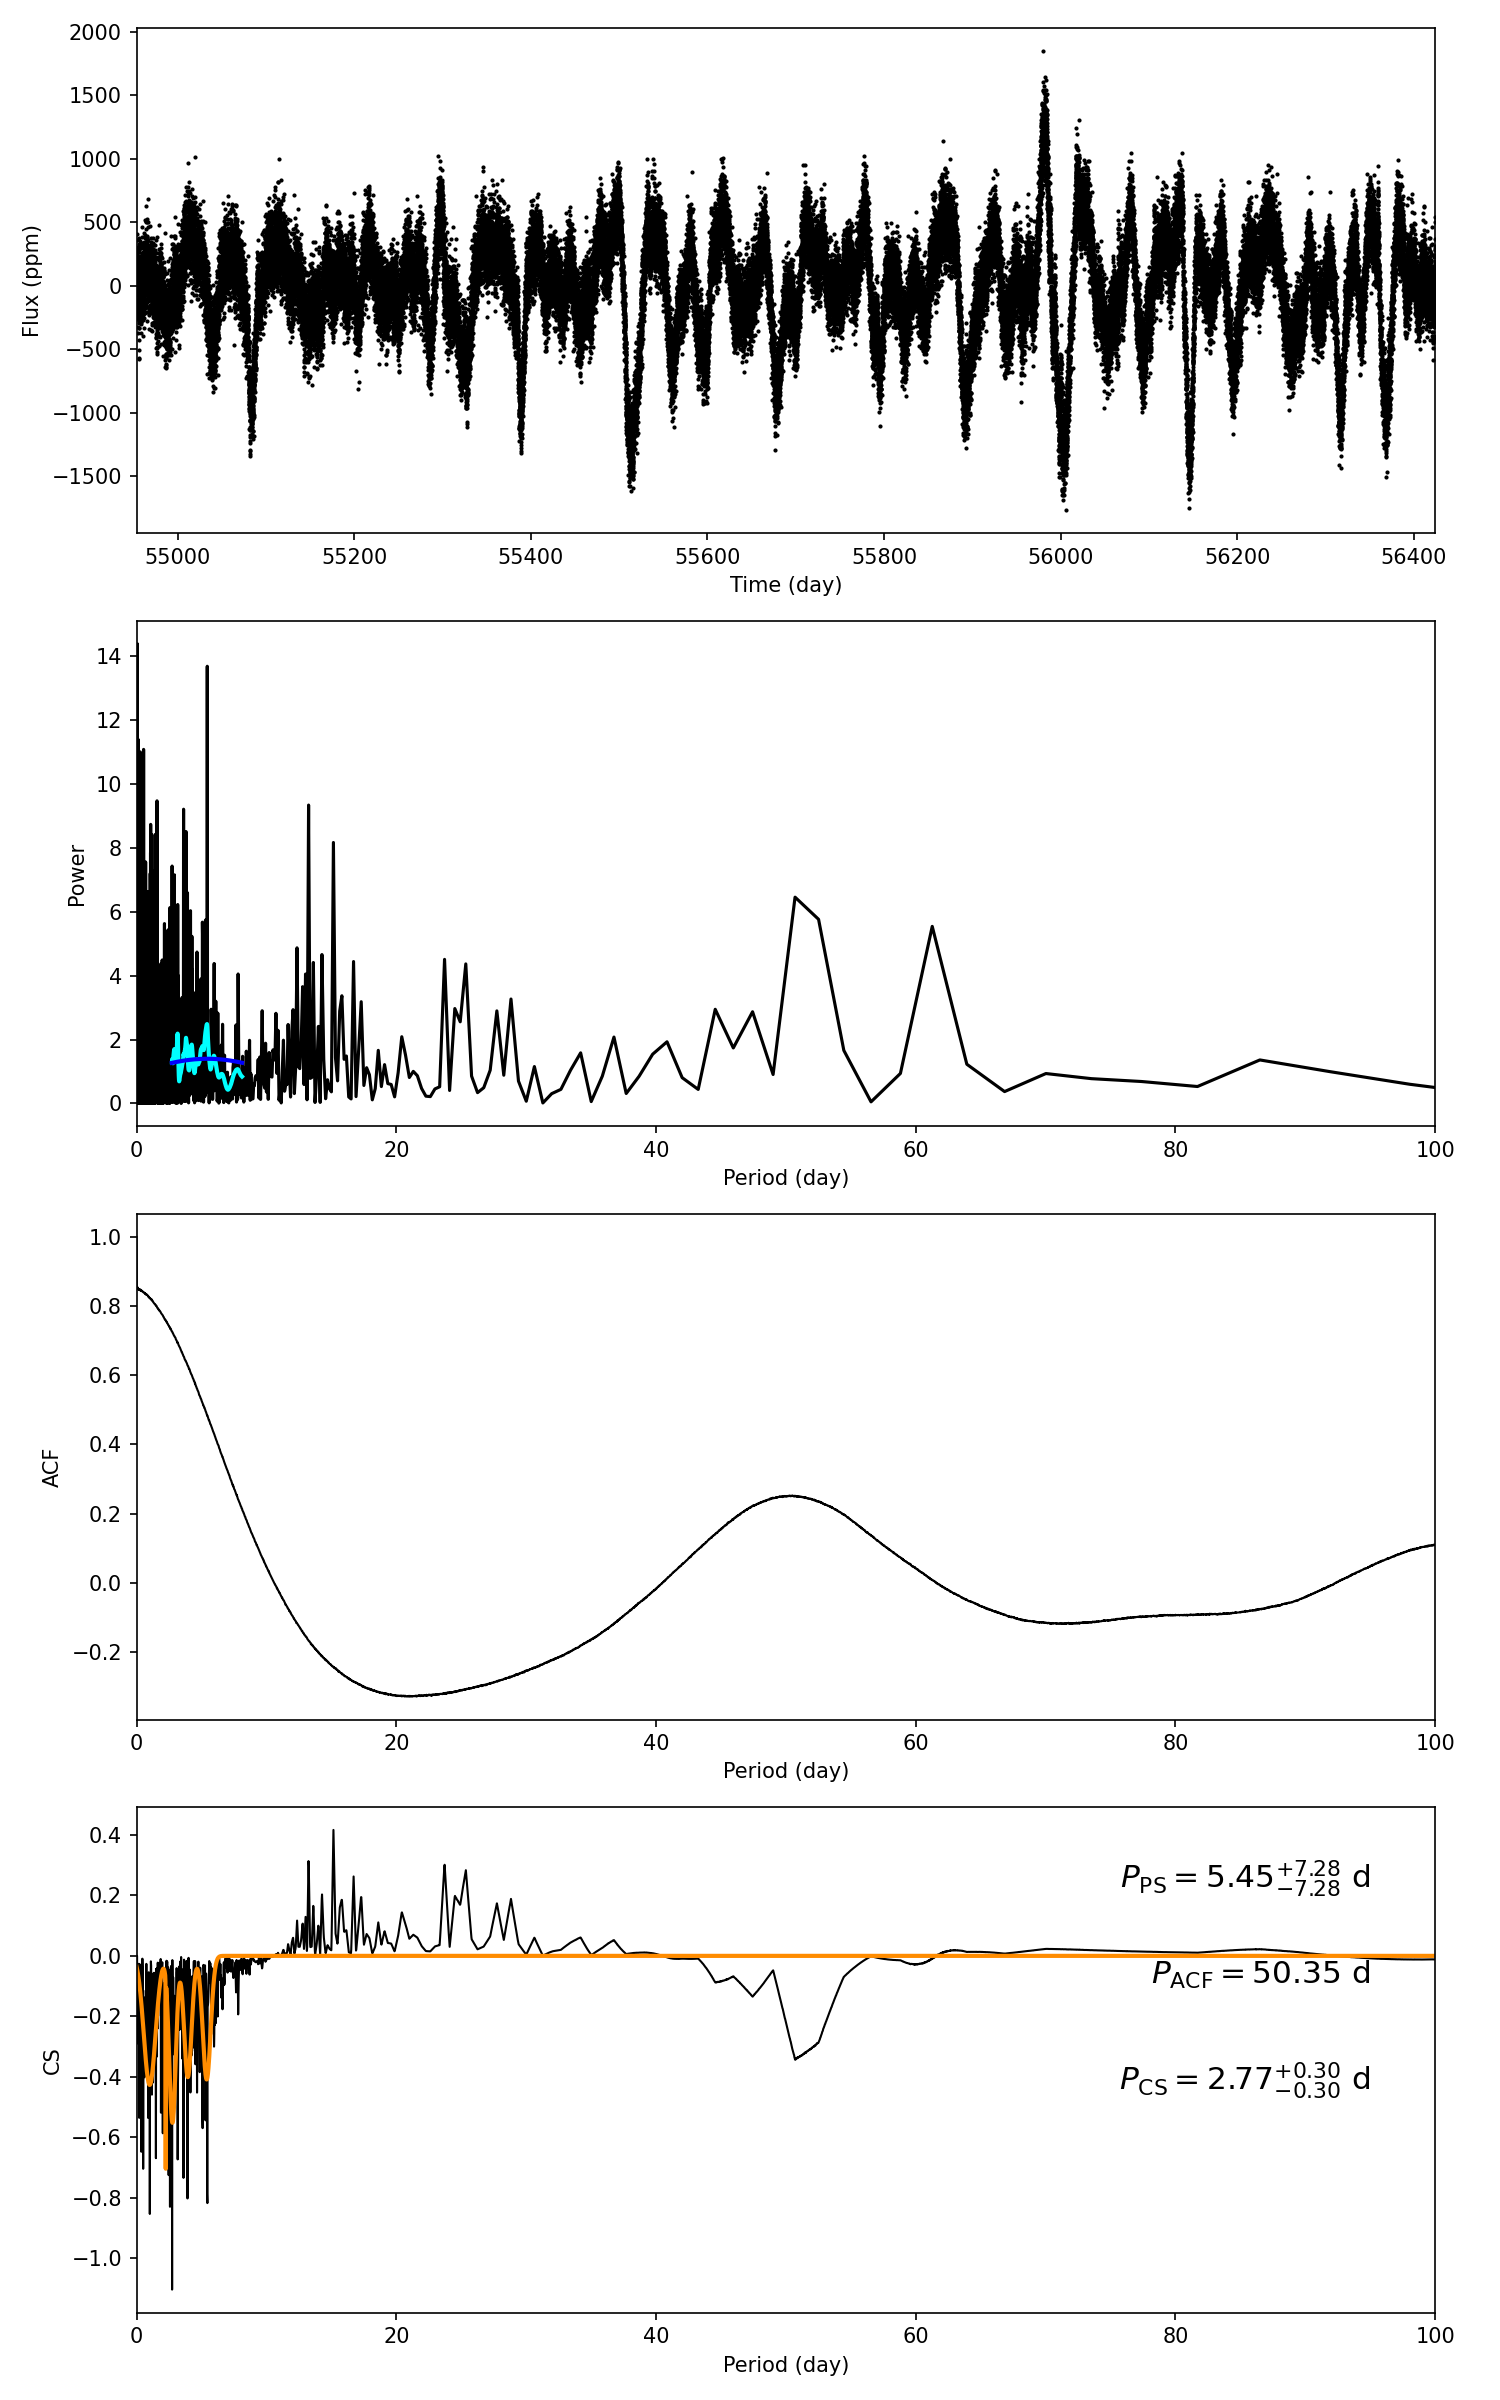 2000
1500
1000
500
0
−500
−1000
−1500
Flux (ppm)
55000 55200 55400 55600 55800 56000 56200 56400
Time (day)
14
12
10
8
6
4
2
0
Power
0 20 40 60 80 100
Period (day)
1.0
0.8
0.6
0.4
0.2
0.0
−0.2
ACF
0 20 40 60 80 100
Period (day)
0.4
0.2
0.0
−0.2
−0.4
−0.6
−0.8
−1.0
CS
P_PS = 5.45 +7.28 −7.28 d
P_ACF = 50.35 d
P_CS = 2.77 +0.30 −0.30 d
0 20 40 60 80 100
Period (day)